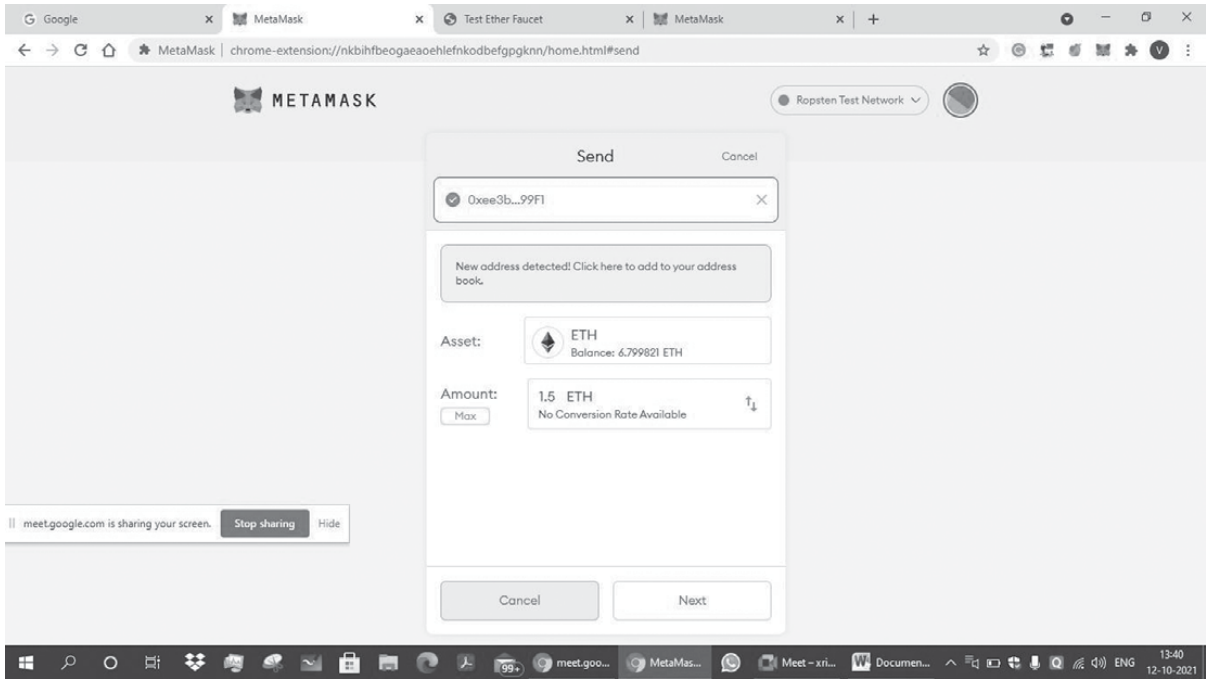 Google
MetaMask
Test Ether Faucet
MetaMask
MetaMask | chrome-extension://nkbihfbeogaeaoehlefnkodbefgpgknn/home.html#send
V
METAMASK
Ropsten Test Network
Send
Cancel
0xee3b...99F1
New address detected! Click here to add to your address
book.
Asset:
ETH
Balance: 6.799821 ETH
Amount:
Max
1.5 ETH
No Conversion Rate Available
meet.google.com is sharing your screen.
Stop sharing
Hide
Cancel
Next
99+
meet.goo...
MetaMas...
Meet – xri...
Documen...
ENG
13:40
12-10-2021